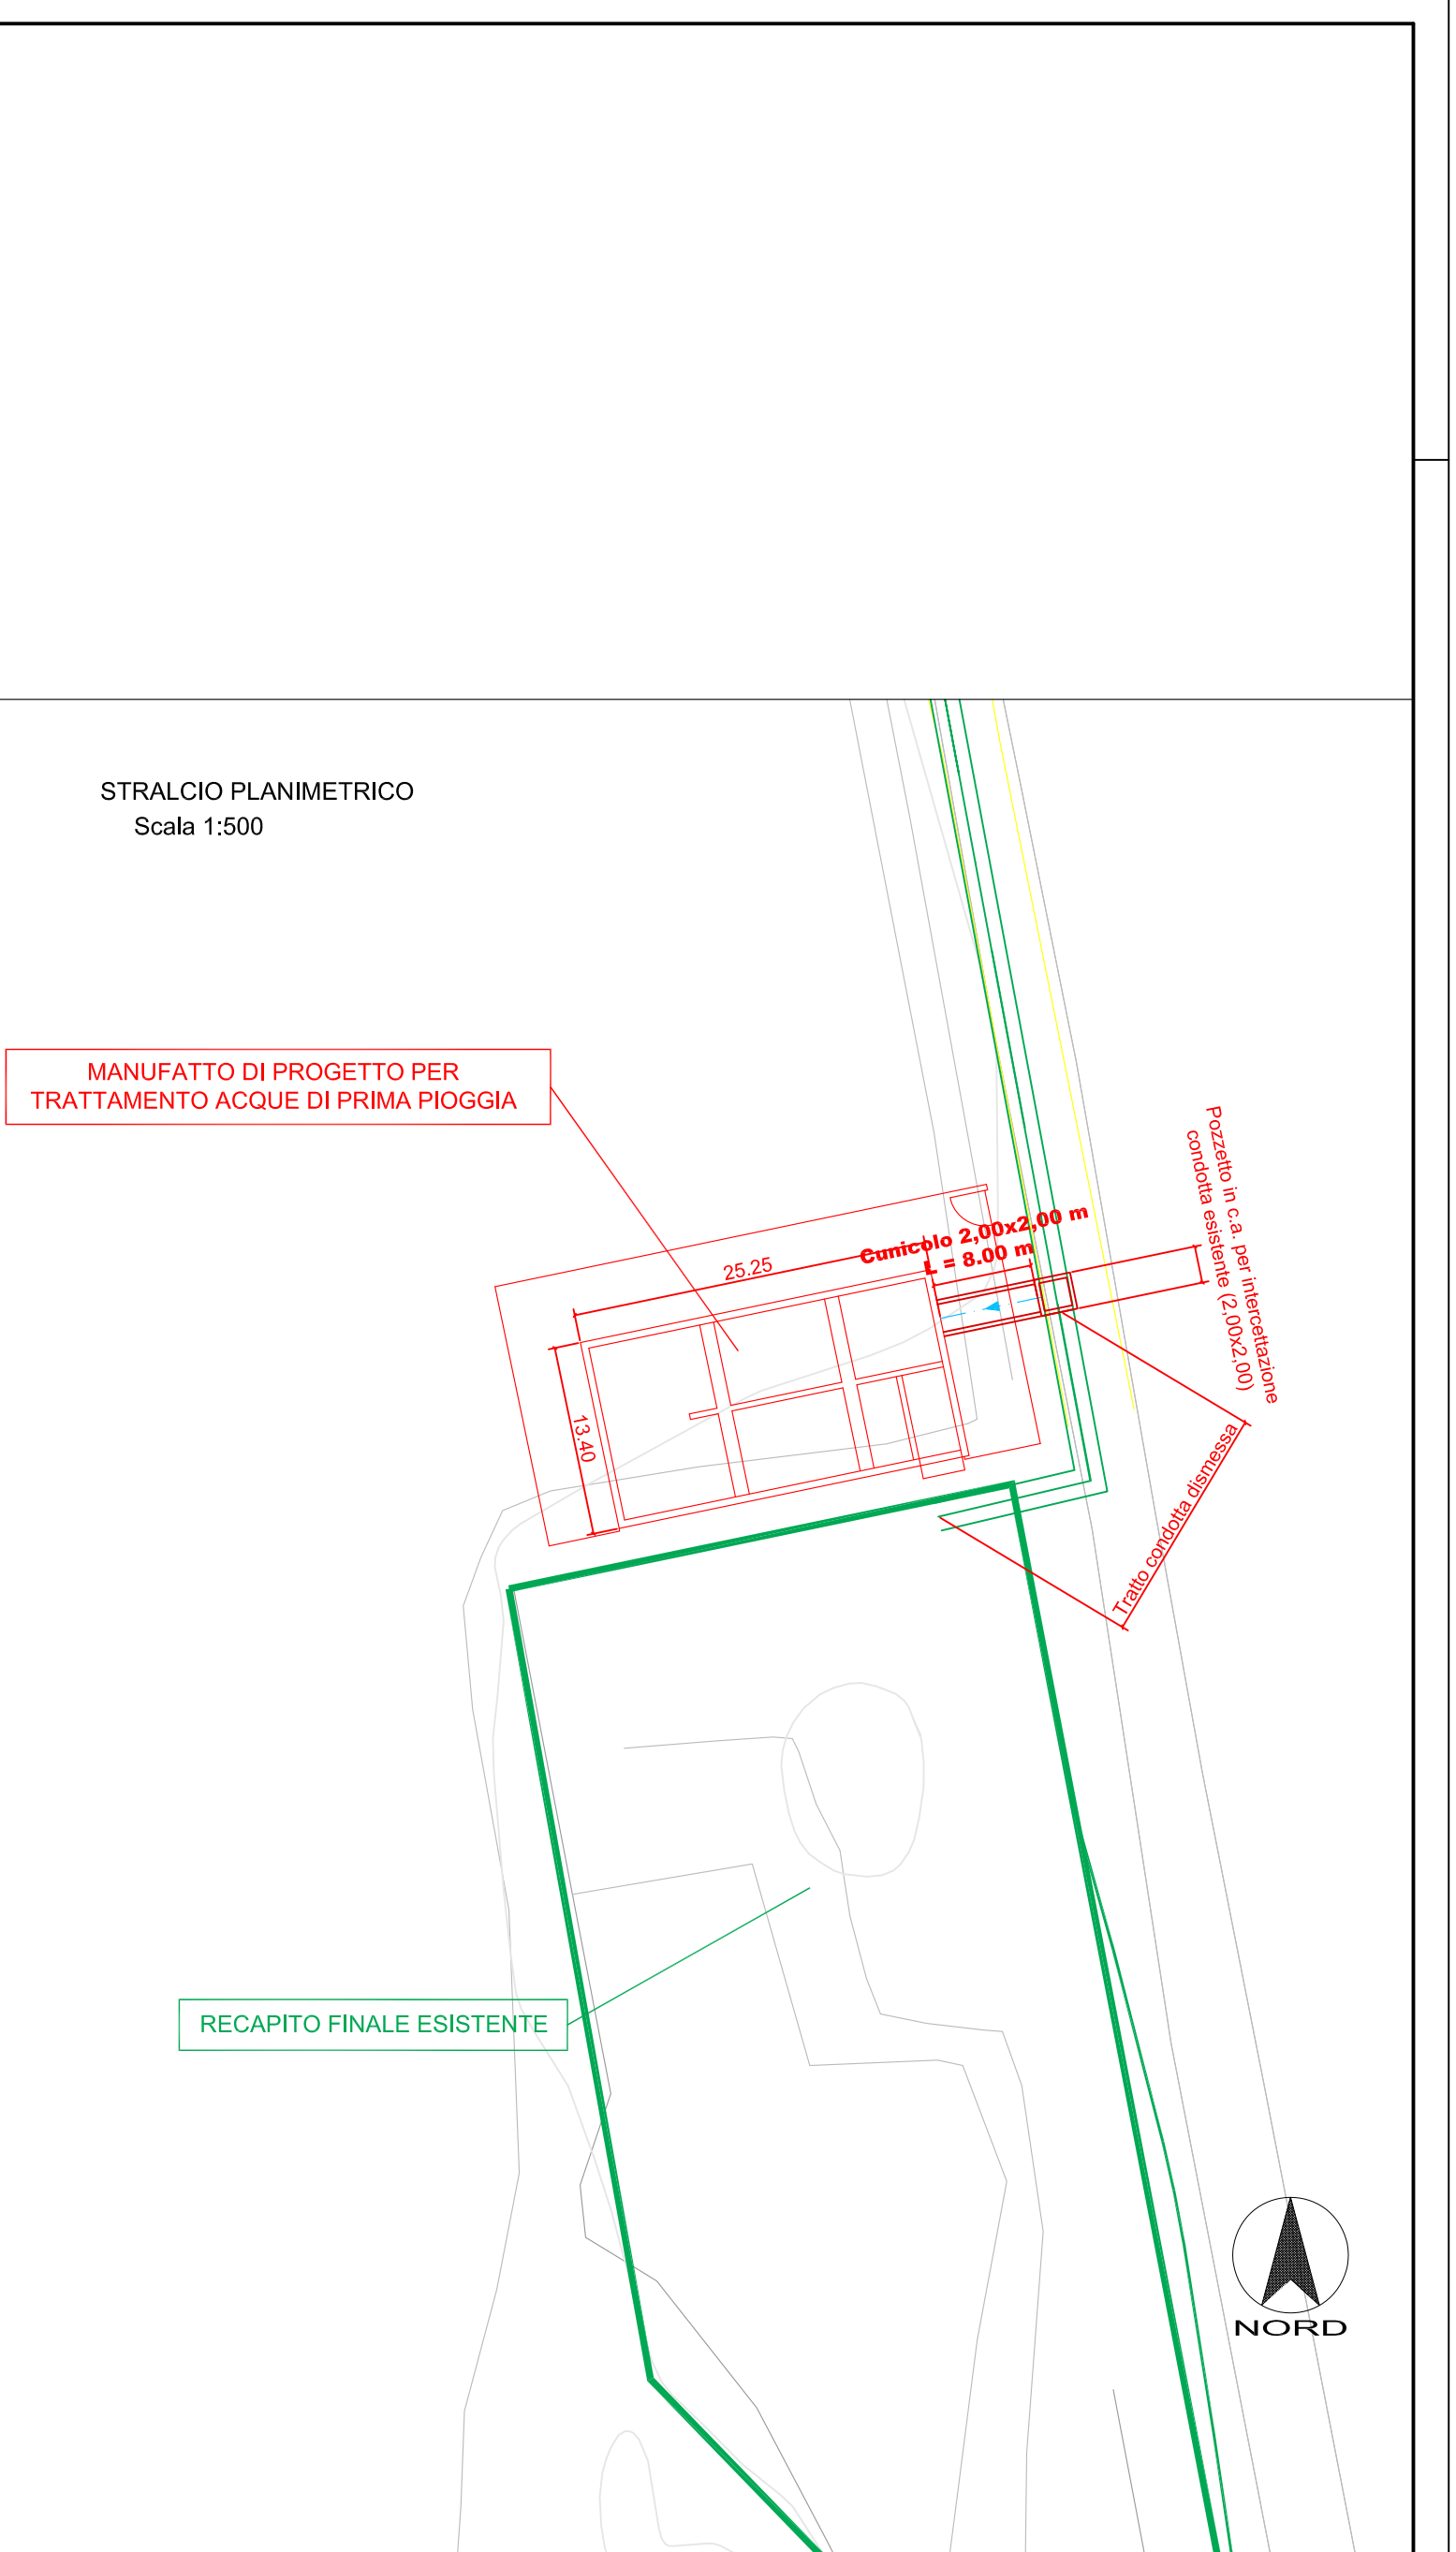 STRALCIO PLANIMETRICO
Scala 1:500
MANUFATTO DI PROGETTO PER
TRATTAMENTO ACQUE DI PRIMA PIOGGIA
Pozzetto in c.a. per intercettazione
condotta esistente (2,00x2,00)
Cunicolo 2,00x2,00 m
L = 8.00 m
25.25
13.40
Tratto condotta dismessa
RECAPITO FINALE ESISTENTE
NORD